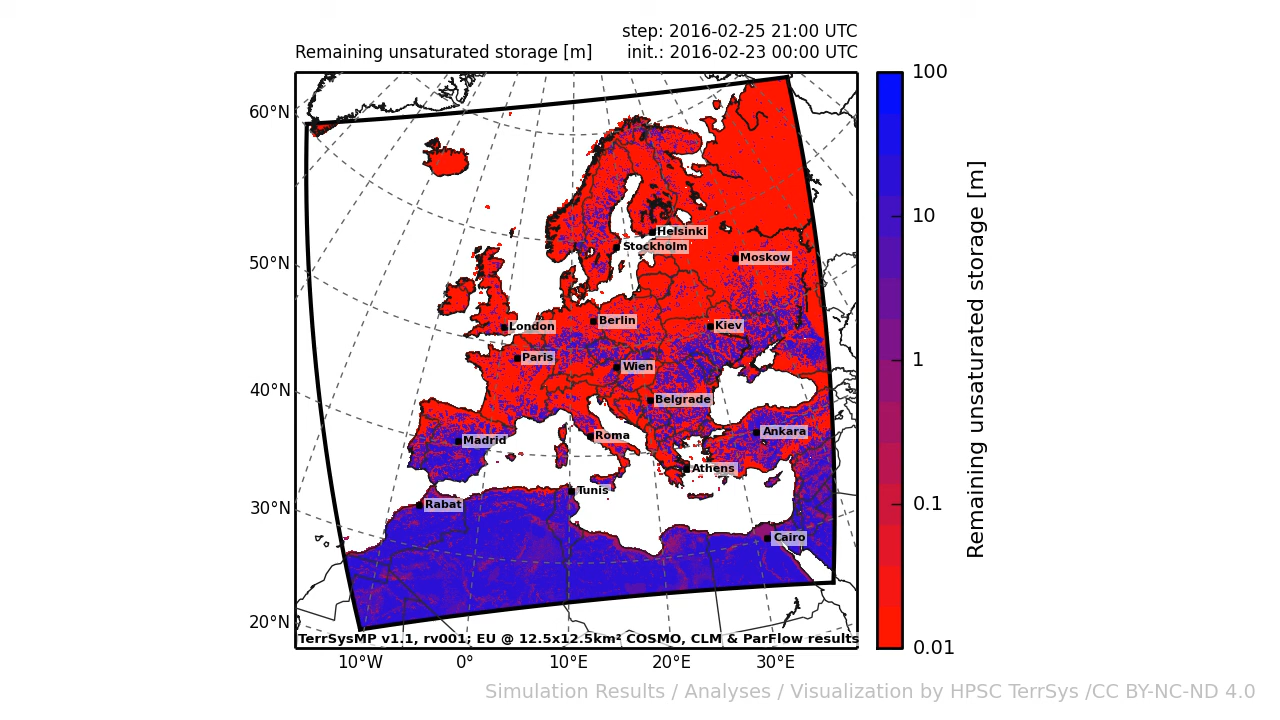 step: 2016-02-25 21:00 UTC
Remaining unsaturated storage [m]
init.: 2016-02-23 00:00 UTC
100
60°N
10
Helsinki
Stockholm
50°N
Moskow
Berlin
London
Kiev
Paris
1
Wien
40°N
Belgrade
Ankara
Roma
Madrid
Athens
Tunis
Rabat
0.1
30°N
Cairo
20°N
TerrSysMP v1.1, rv001; EU @ 12.5x12.5km² COSMO, CLM & ParFlow results
0.01
10°W 0° 10°E 20°E 30°E
Remaining unsaturated storage [m]
Simulation Results / Analyses / Visualization by HPSC TerrSys /CC BY-NC-ND 4.0